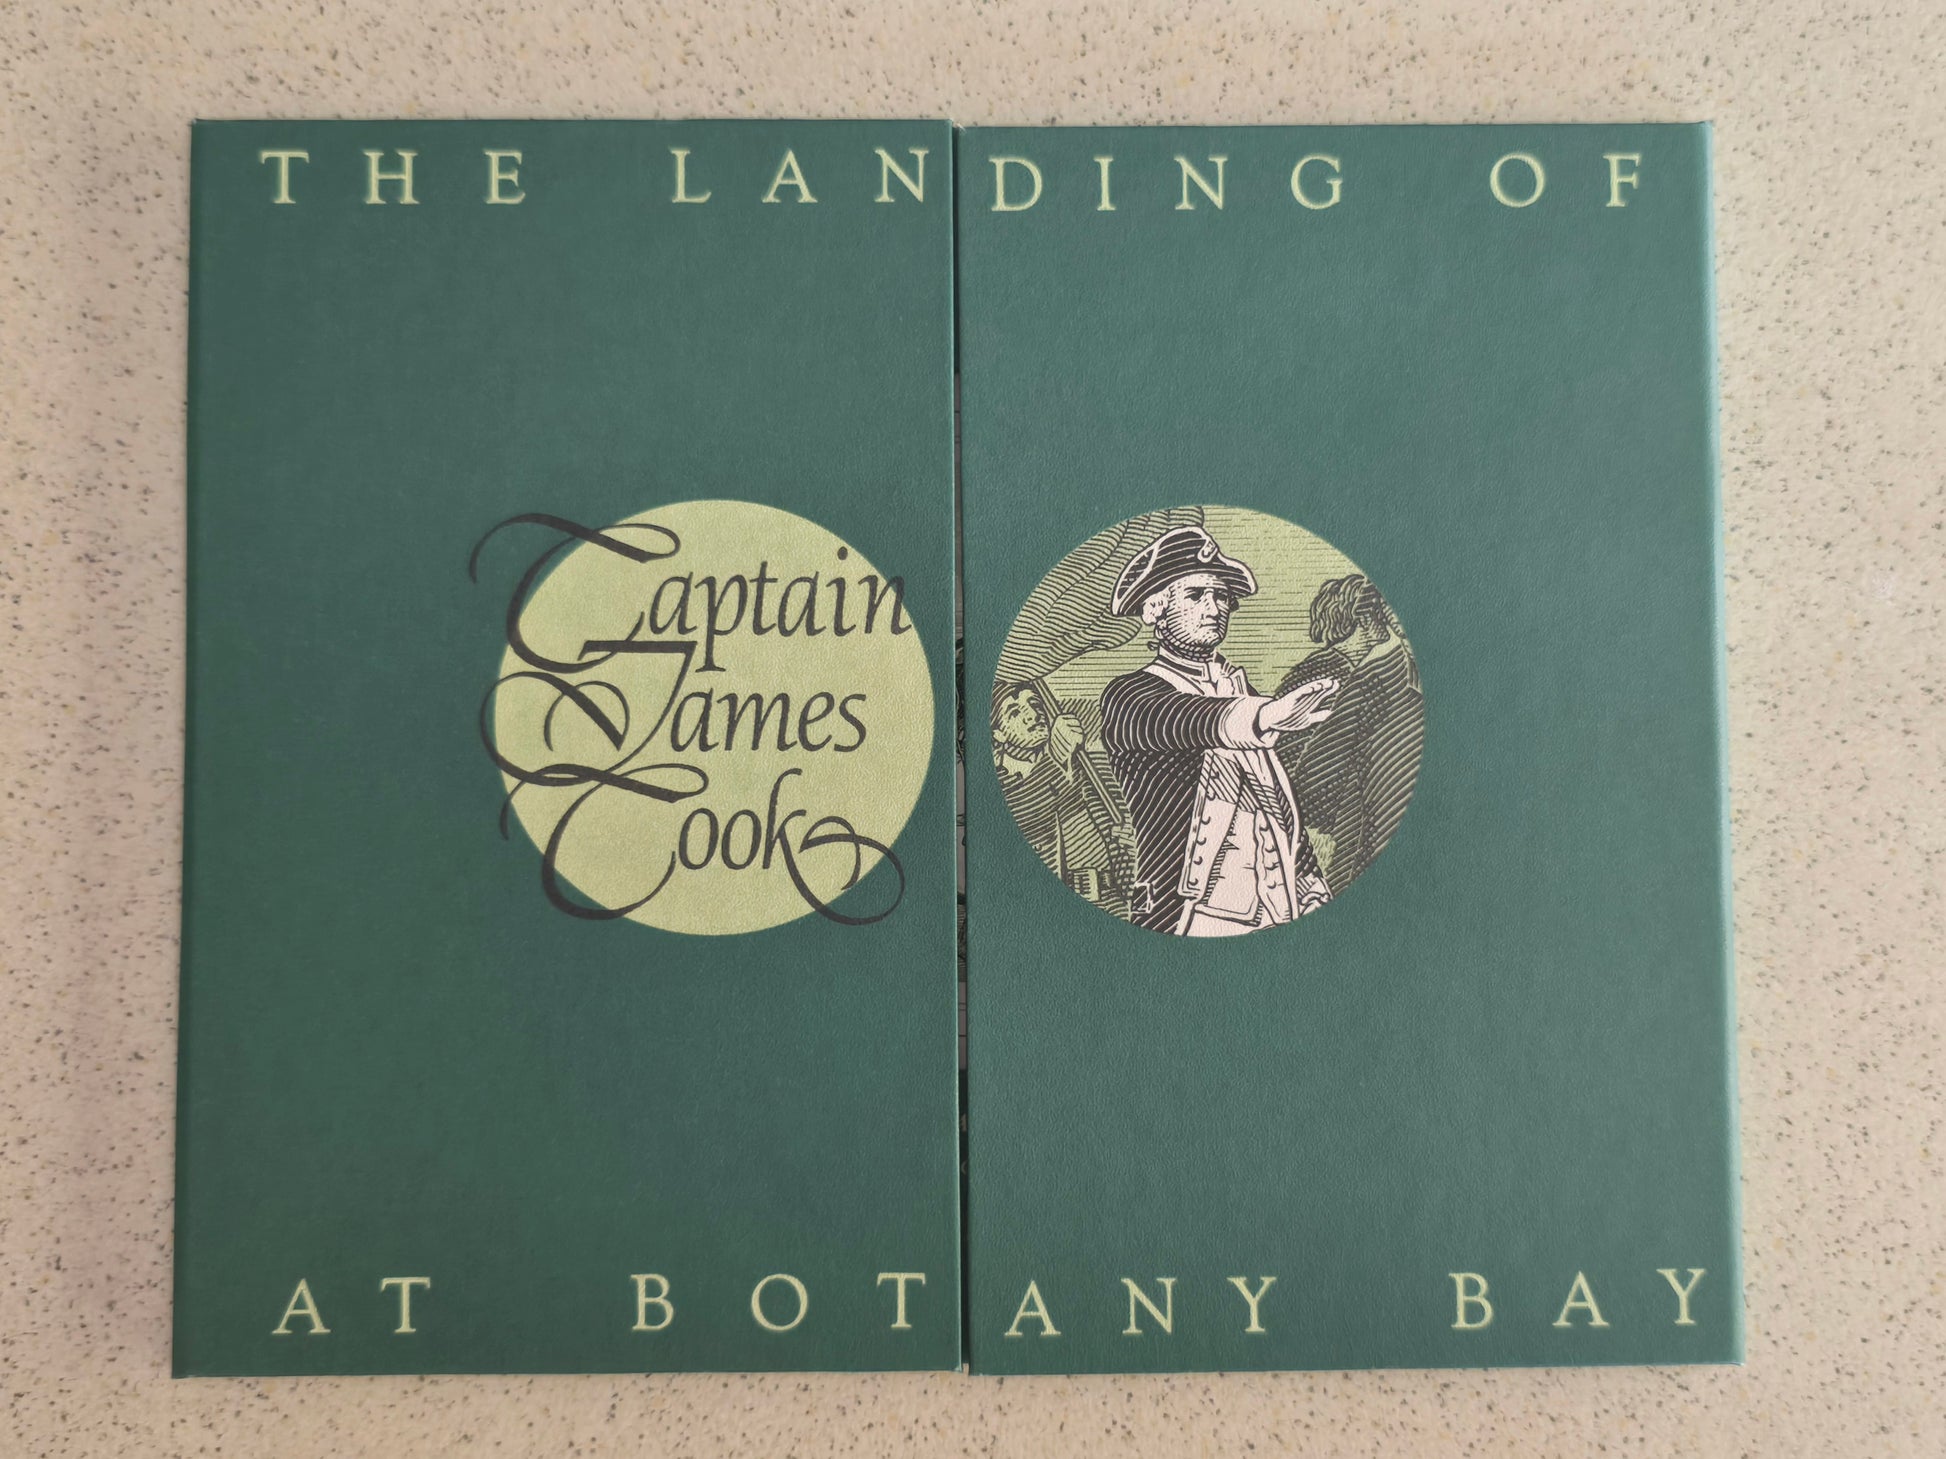 THE LANDING OF
Captain
James
Cook
AT BOTANY BAY